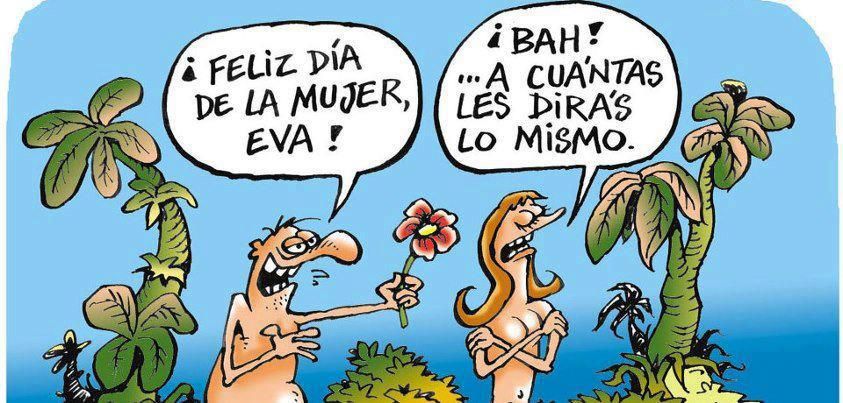 ¡FELIZ DÍA
DE LA MUJER,
EVA!
¡BAH!
...A CUÁNTAS
LES DIRÁS
LO MISMO.